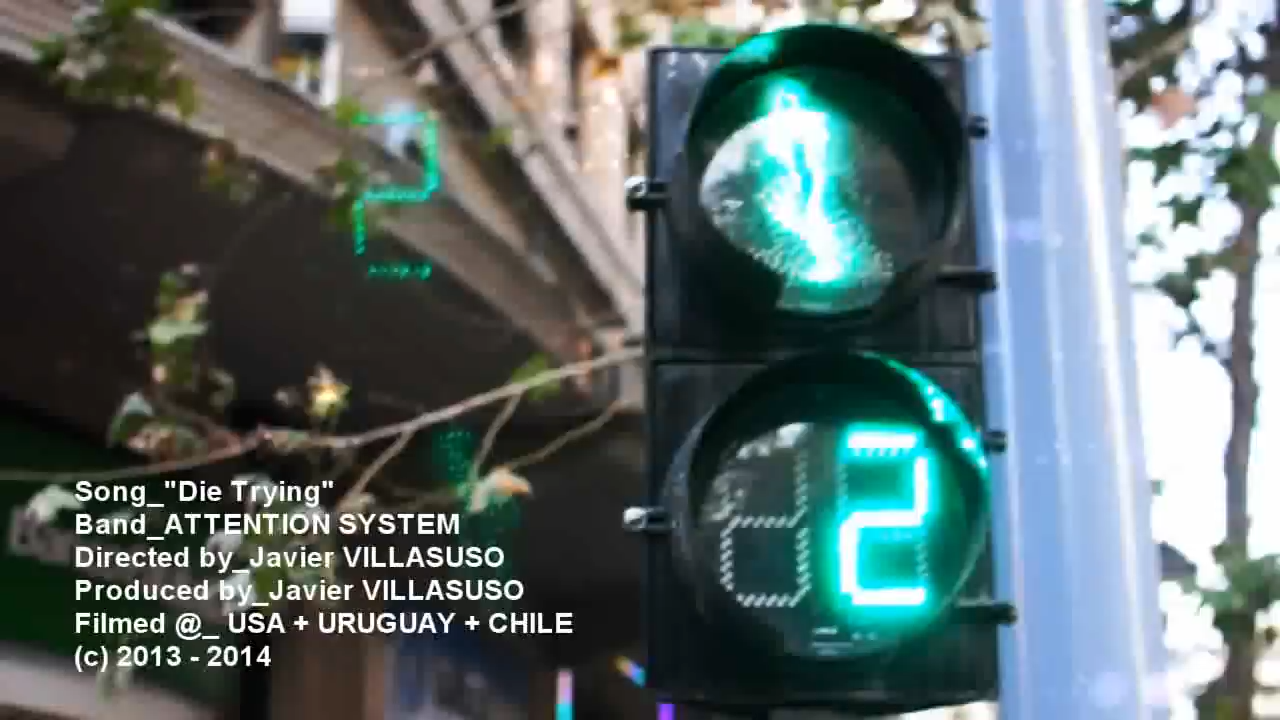 2
Song_"Die Trying"
Band_ATTENTION SYSTEM
Directed by_Javier VILLASUSO
Produced by_Javier VILLASUSO
Filmed @_ USA + URUGUAY + CHILE
(c) 2013 - 2014